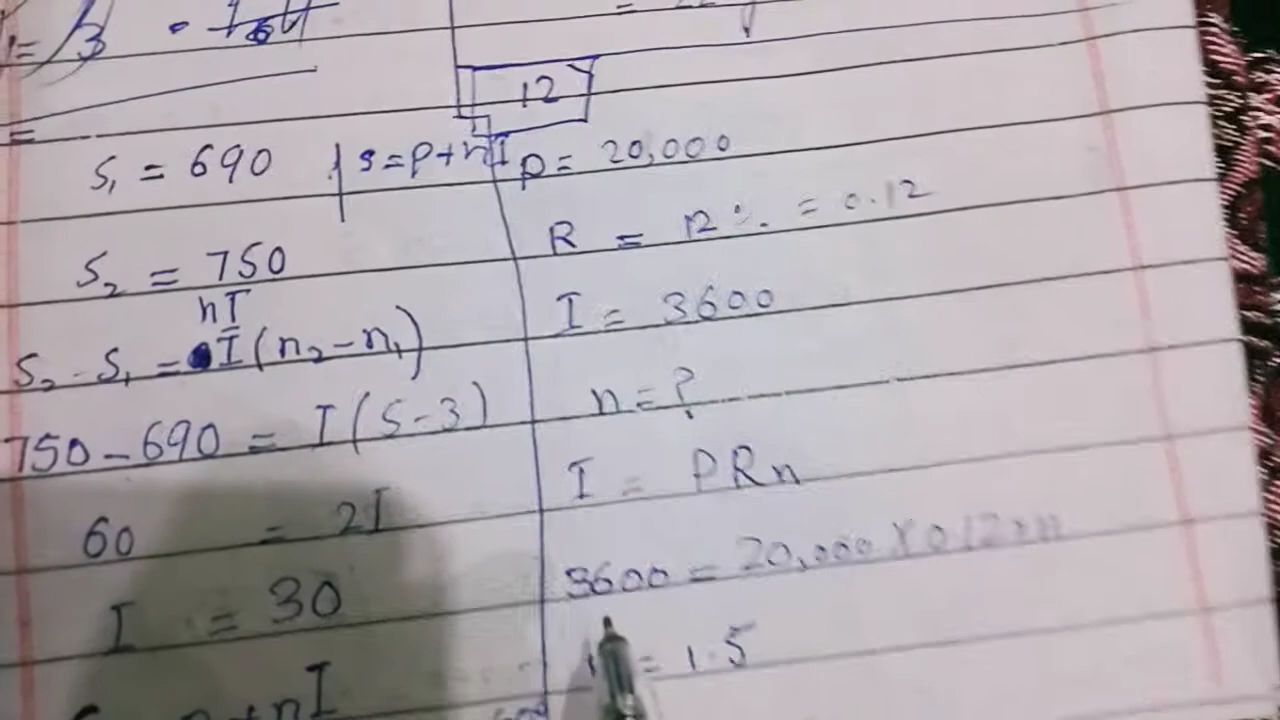 S₁ = 690 | S = P + nI
S₂ = 750
nI
S₂ - S₁ = I(n₂ - n₁)
750 - 690 = I(5 - 3)
60 = 2I
I = 30
+ nI
12
P = 20,000
R = 12 % = 0.12
I = 3600
n = ?
I = PRn
3600 = 20,000 X 0.12 × n
= 1.5